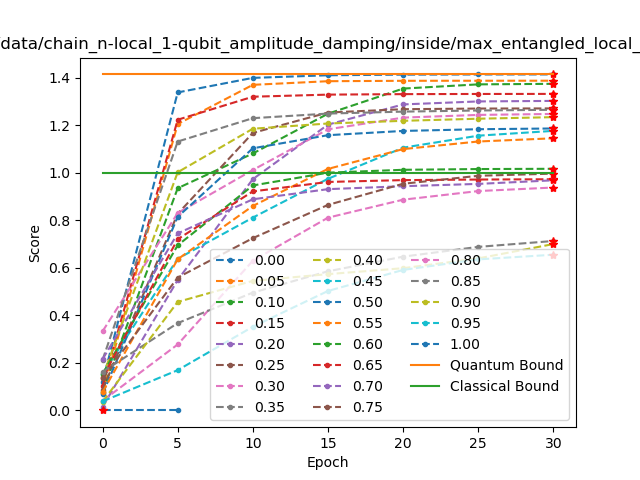 /data/chain_n-local_1-qubit_amplitude_damping/inside/max_entangled_local_
Score
1.4
1.2
1.0
0.8
0.6
0.4
0.2
0.0
0 5 10 15 20 25 30
Epoch
0.00 0.40 0.80
0.05 0.45 0.85
0.10 0.50 0.90
0.15 0.55 0.95
0.20 0.60 1.00
0.25 0.65 Quantum Bound
0.30 0.70 Classical Bound
0.35 0.75